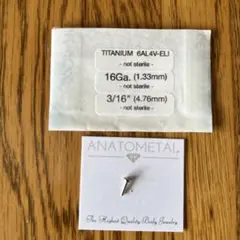 TITANIUM 6AL4V-ELI
- not sterile -
16Ga. (1.33mm)
- not sterile -
3/16" (4.76mm)
- not sterile -
ANATOMETAL
The Highest Quality Body Jewelry